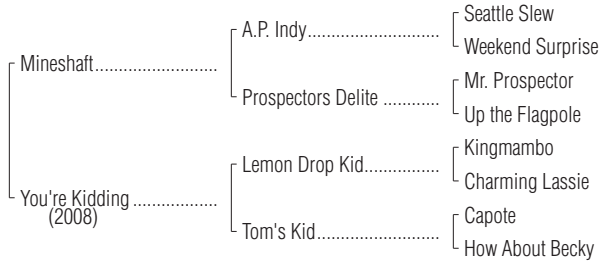 Seattle Slew
A.P. Indy..........................
Weekend Surprise
Mineshaft........................
Mr. Prospector
Prospectors Delite ............
Up the Flagpole
Kingmambo
Lemon Drop Kid...............
Charming Lassie
You're Kidding .................
(2008)
Capote
Tom's Kid........................
How About Becky